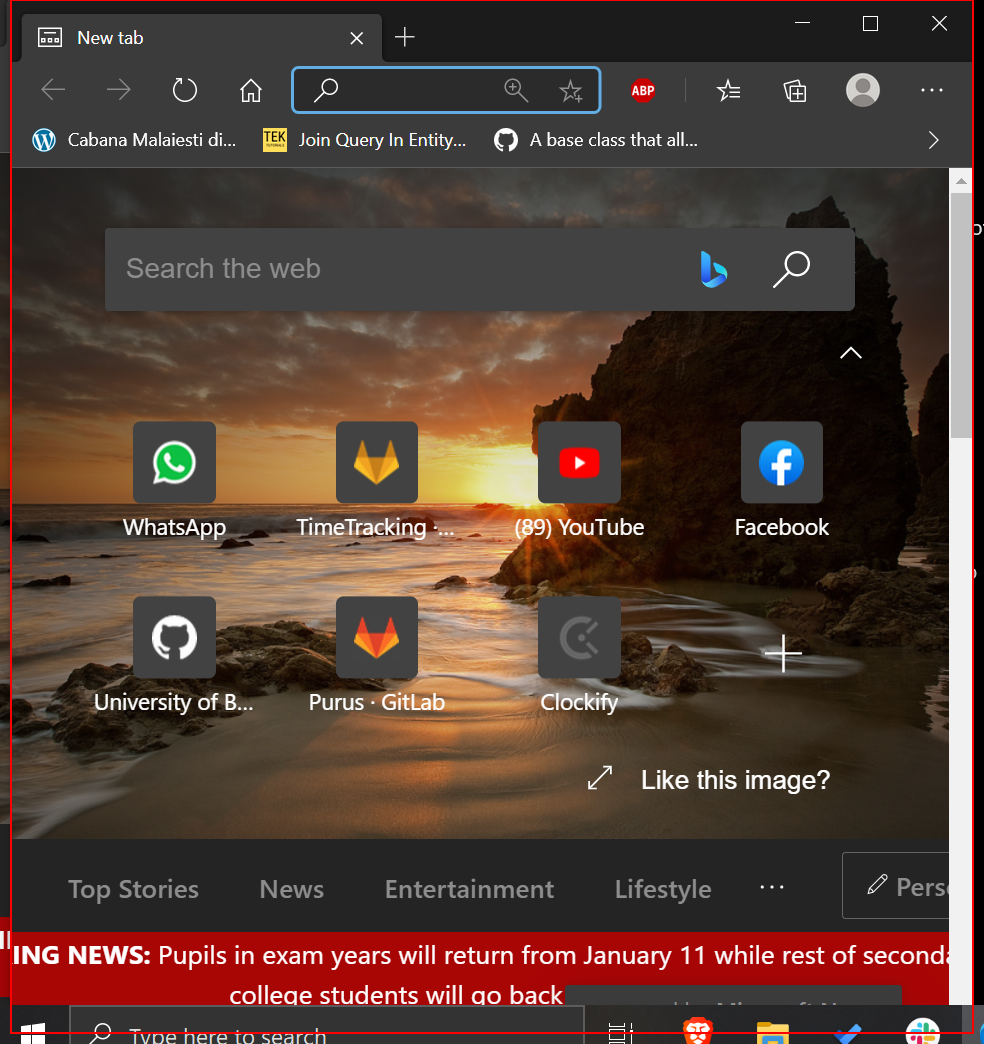 New tab
ABP
Cabana Malaiesti di... TEK TUTORIALS Join Query In Entity... A base class that all...
Search the web
WhatsApp TimeTracking ·... (89) YouTube Facebook
University of B... Purus · GitLab Clockify
Like this image?
Top Stories News Entertainment Lifestyle ... Pers
ING NEWS: Pupils in exam years will return from January 11 while rest of seconda
college students will go back
Type here to search